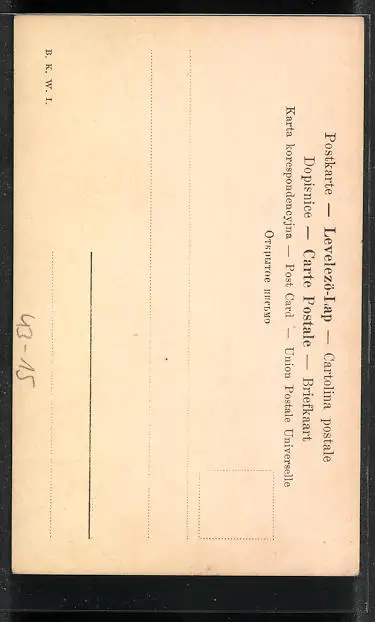 Postkarte — Levelezö-Lap — Cartolina postale
Dopisnice — Carte Postale — Briefkaart
Karta korespondencyjna — Post Card — Union Postale Universelle
Открытое письмо
B. K. W. I.
43-15